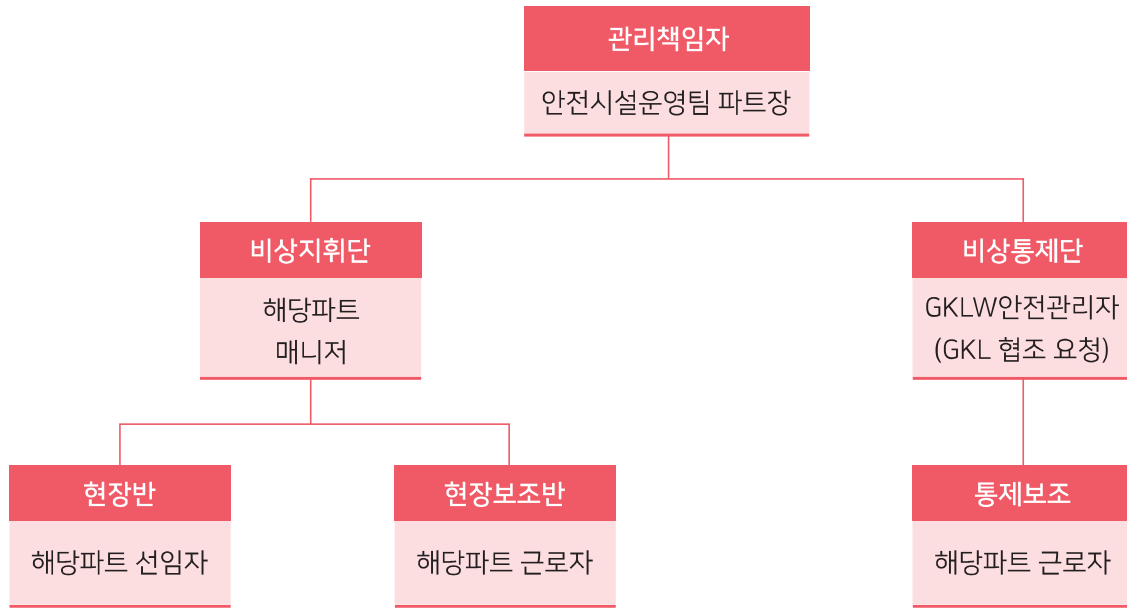 관리책임자
안전시설운영팀 파트장
비상지휘단
해당파트
매니저
비상통제단
GKLW안전관리자
(GKL 협조 요청)
현장반
해당파트 선임자
현장보조반
해당파트 근로자
통제보조
해당파트 근로자